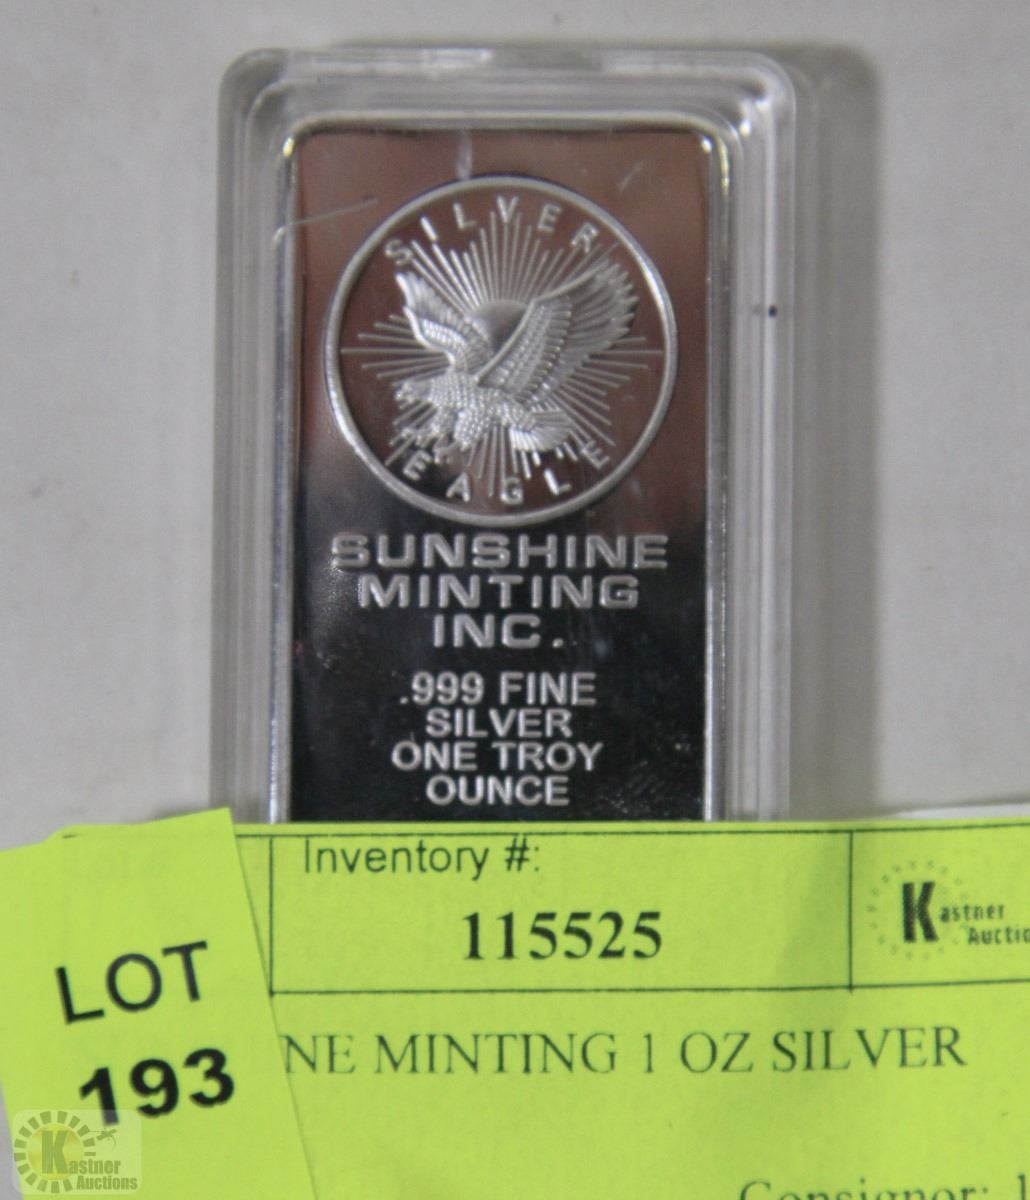 SILVER
EAGLE
SUNSHINE
MINTING
INC.
.999 FINE
SILVER
ONE TROY
OUNCE
Inventory #:
115525
Kastner
LOT
193
NE MINTING 1 OZ SILVER
Consignor:
Kastner
Auctions